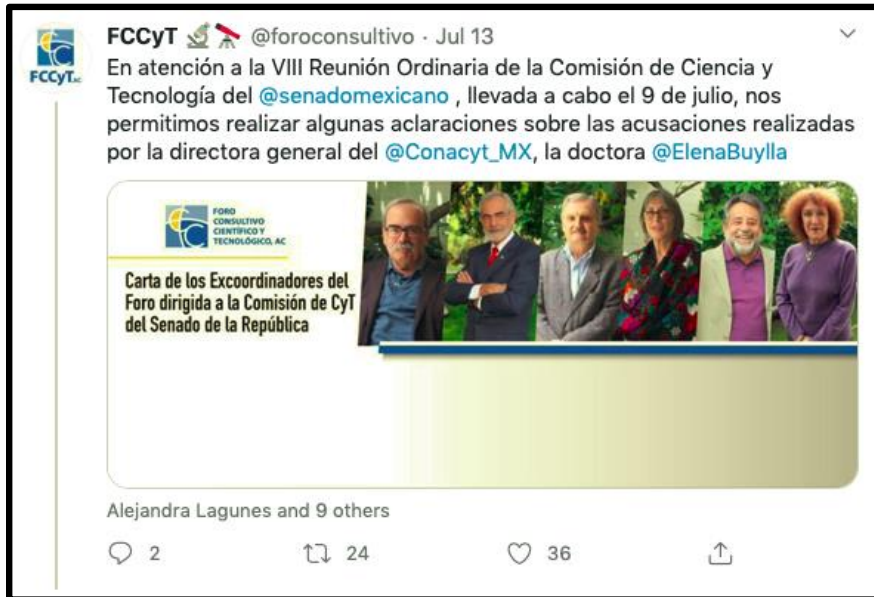 FCCyT @foroconsultivo · Jul 13
En atención a la VIII Reunión Ordinaria de la Comisión de Ciencia y
Tecnología del @senadomexicano , llevada a cabo el 9 de julio, nos
permitimos realizar algunas aclaraciones sobre las acusaciones realizadas
por la directora general del @Conacyt_MX, la doctora @ElenaBuylla
FCCyT AC
FORO
CONSULTIVO
CIENTÍFICO Y
TECNOLÓGICO, AC
Carta de los Excoordinadores del
Foro dirigida a la Comisión de CyT
del Senado de la República
Alejandra Lagunes and 9 others
2 24 36